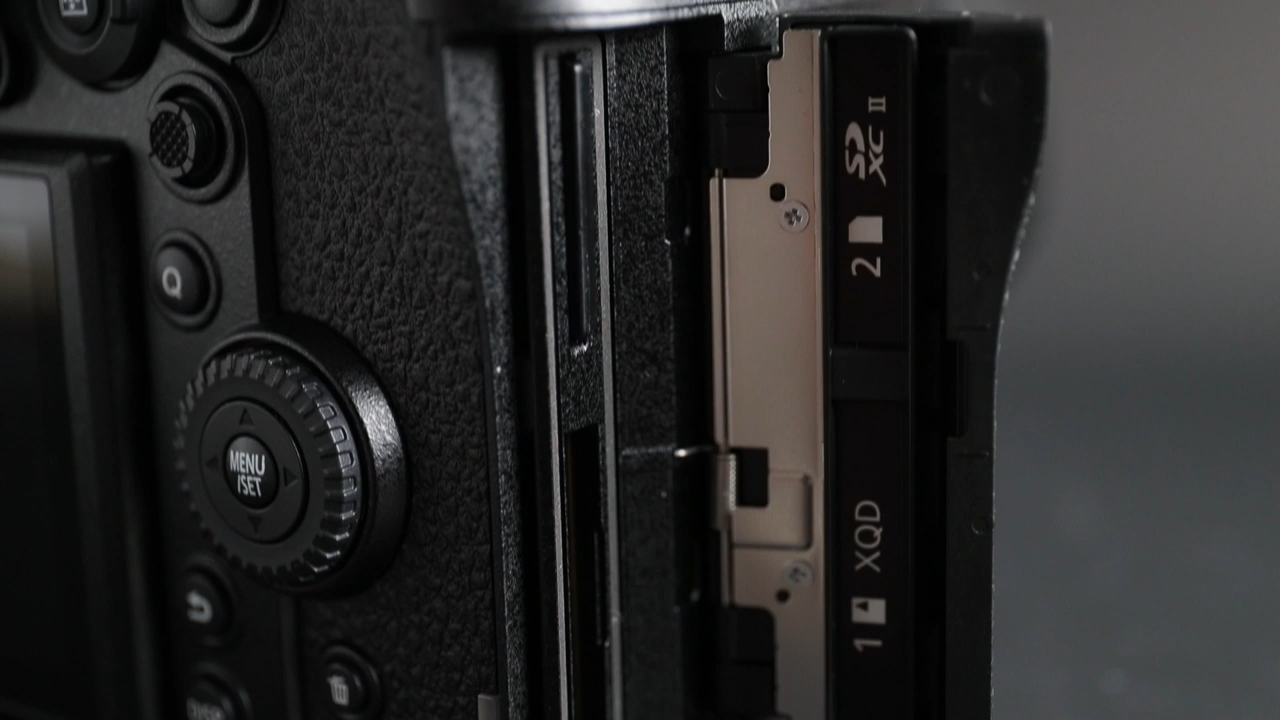 Q
MENU
/SET
2 SD XC II
1 XQD